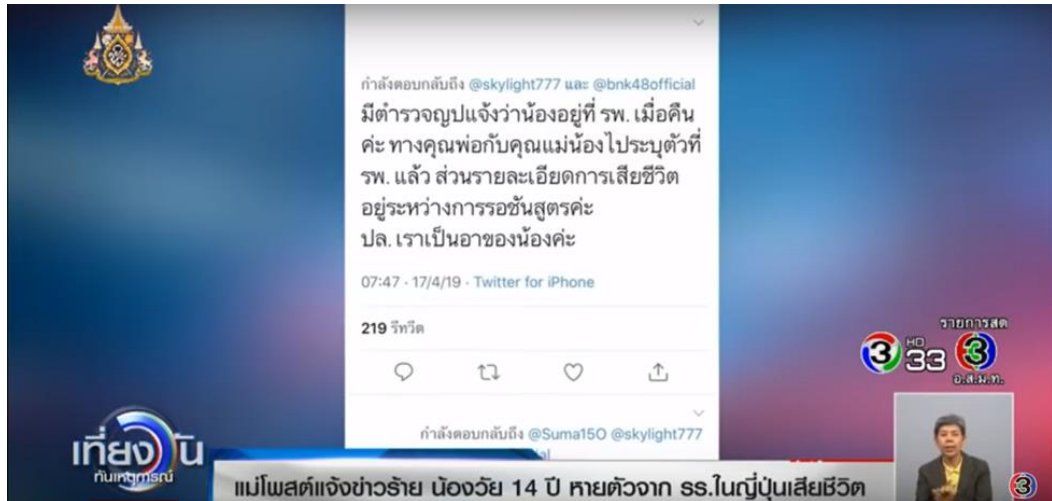 กำลังตอบกลับถึง @skylight777 และ @bnk48official
มีตำรวจญปแจ้งว่าน้องอยู่ที่ รพ. เมื่อคืน
ค่ะ ทางคุณพ่อกับคุณแม่น้องไประบุตัวที่
รพ. แล้ว ส่วนรายละเอียดการเสียชีวิต
อยู่ระหว่างการรอชันสูตรค่ะ
ปล. เราเป็นอาของน้องค่ะ
07:47 · 17/4/19 · Twitter for iPhone
219 รีทวีต
รายการสด
3 HD 33 3
อ.ส.ม.ท.
กำลังตอบกลับถึง @Suma15O @skylight777
เที่ยงวัน
ทันเหตุการณ์
แม่โพสต์แจ้งข่าวร้าย น้องวัย 14 ปี หายตัวจาก รร.ในญี่ปุ่นเสียชีวิต
3